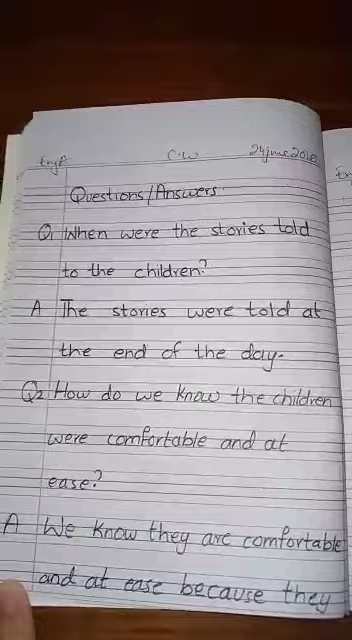 Eng A C.W 24 june 2020
Questions/Answers.
Q1 When were the stories told
to the children?
A The stories were told at
the end of the day.
Q2 How do we know the children
were comfortable and at
ease?
A We know they are comfortable
and at ease because they